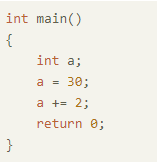 int main()
{
    int a;
    a = 30;
    a += 2;
    return 0;
}